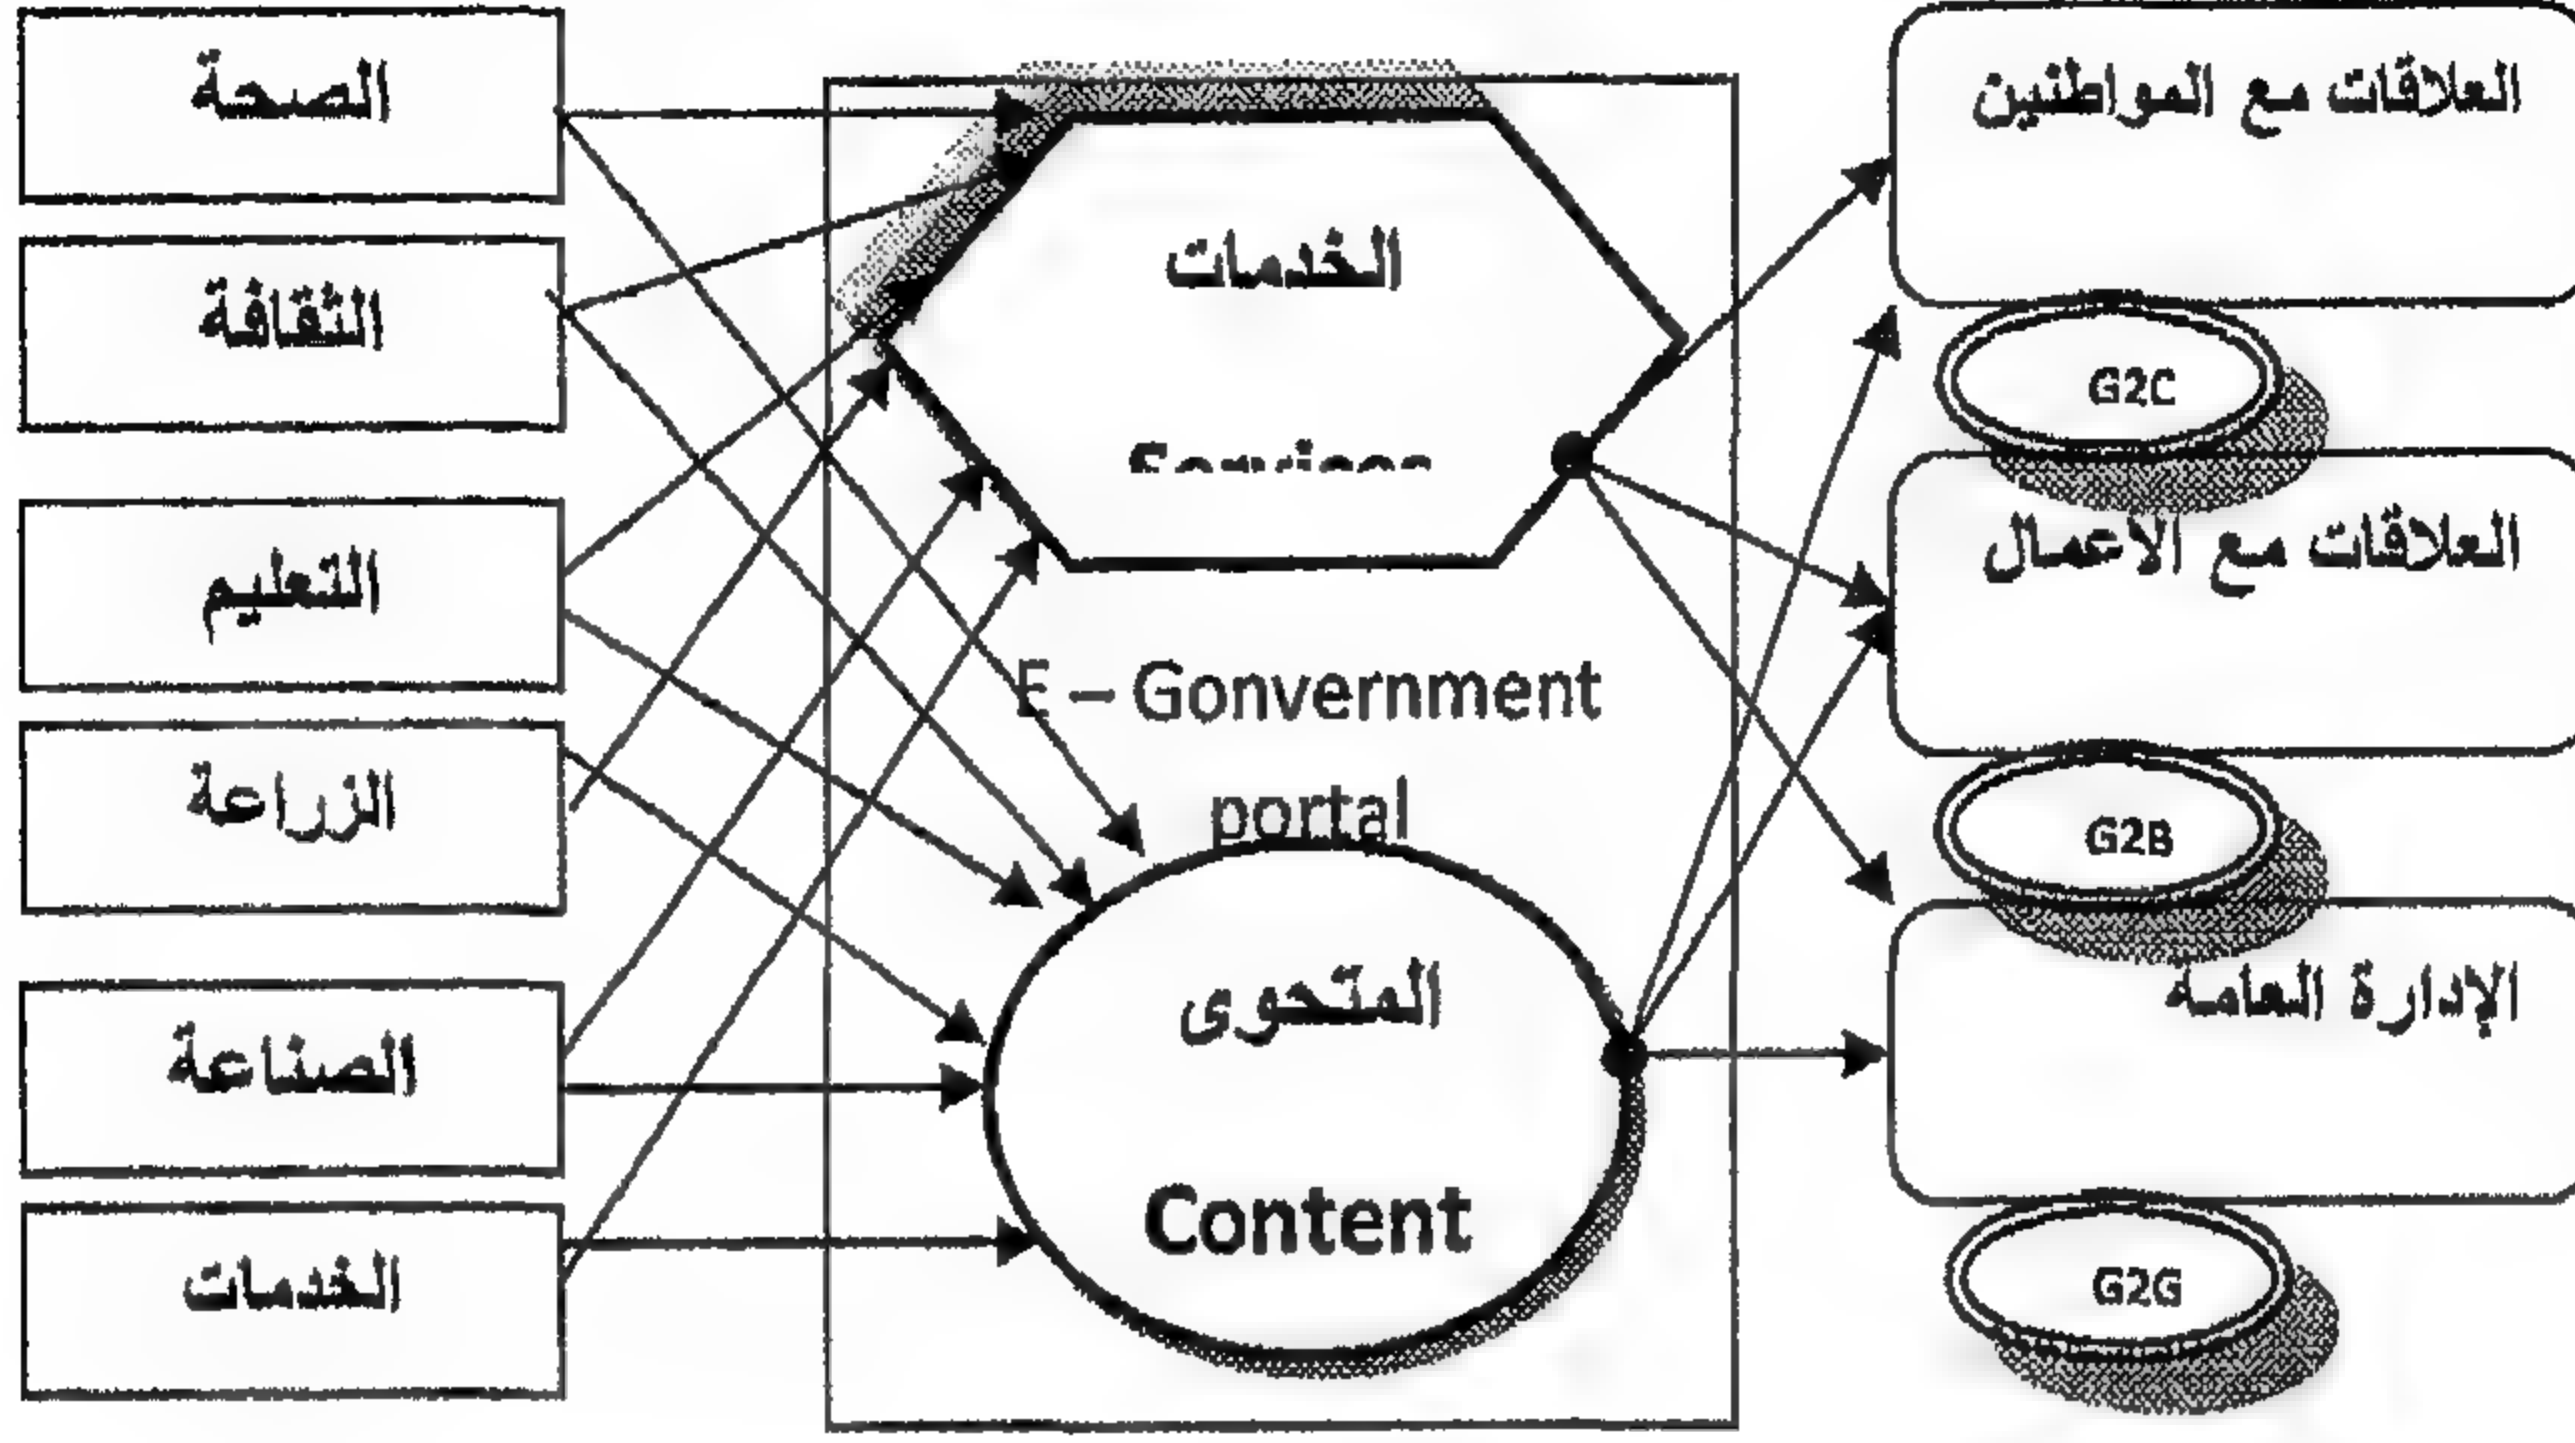 الصحة
الثقافة
التعليم
الزراعة
الصناعة
الخدمات
الخدمات
E – Gonvernment
portal
المتحوى
Content
العلاقات مع المواطنين
G2C
العلاقات مع الاعمال
G2B
الإدارة العامة
G2G